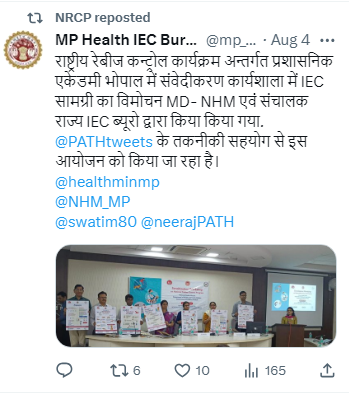 NRCP reposted
MP Health IEC Bur... @mp_... · Aug 4 ...
राष्ट्रीय रेबीज कन्ट्रोल कार्यक्रम अन्तर्गत प्रशासनिक
एकेडमी भोपाल में संवेदीकरण कार्यशाला में IEC
सामग्री का विमोचन MD- NHM एवं संचालक
राज्य IEC ब्यूरो द्वारा किया किया गया.
@PATHtweets के तकनीकी सहयोग से इस
आयोजन को किया जा रहा है।
@healthminmp
@NHM_MP
@swatim80 @neerajPATH
6 10 165